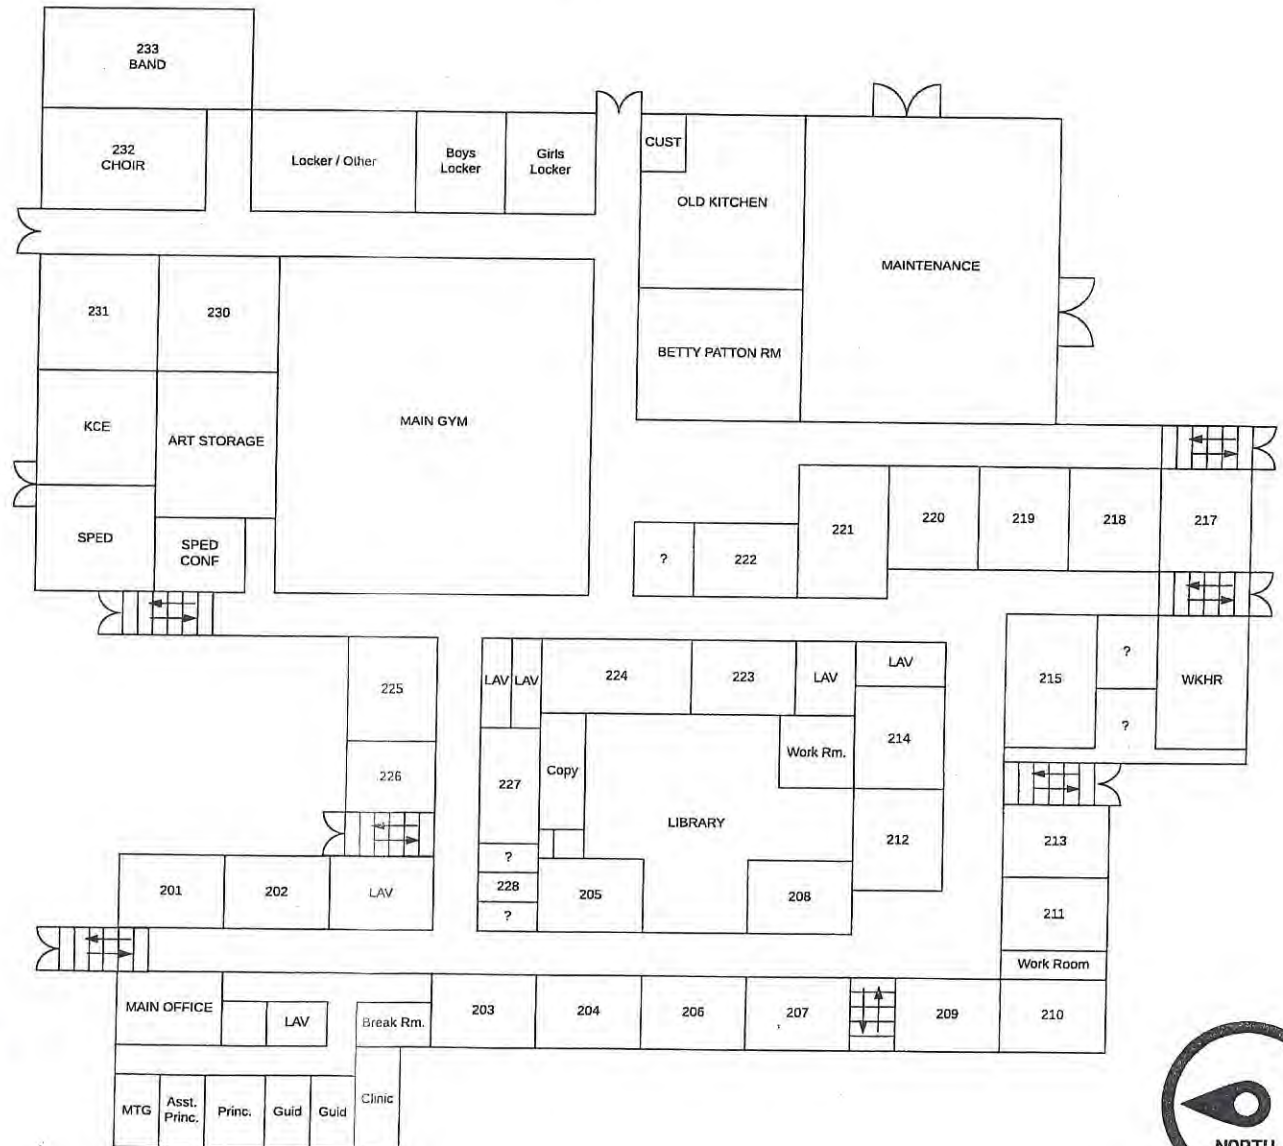 233
BAND
232
CHOIR
Locker / Other
Boys
Locker
Girls
Locker
CUST
OLD KITCHEN
MAINTENANCE
231
230
BETTY PATTON RM
KCE
ART STORAGE
MAIN GYM
SPED
SPED
CONF
?
222
221
220
219
218
217
225
LAV
LAV
224
223
LAV
LAV
215
?
WKHR
?
226
227
Copy
Work Rm.
214
LIBRARY
212
213
201
202
LAV
?
228
?
205
208
211
Work Room
MAIN OFFICE
LAV
Break Rm.
203
204
206
207
209
210
MTG
Asst.
Princ.
Princ.
Guid
Guid
Clinic
NORTH